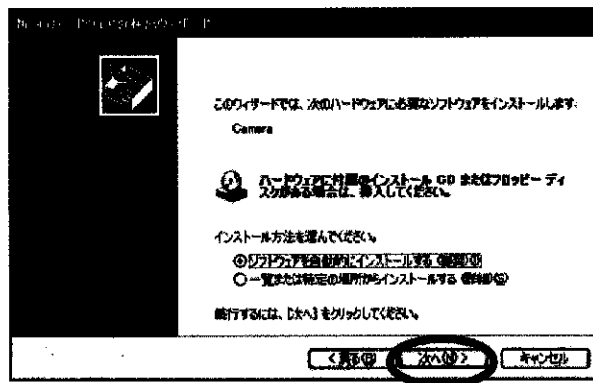 このウィザードでは、次のハードウェアに必要なソフトウェアをインストールします:
Camera
ハードウェアに付属のインストール CD またはフロッピー ディ
スクがある場合は、挿入してください。
インストール方法を選んでください。
ソフトウェアを自動的にインストールする (推奨)(I)
一覧または特定の場所からインストールする (詳細)(S)
続行するには、[次へ] をクリックしてください。
< 戻る(B) 次へ(N) > キャンセル